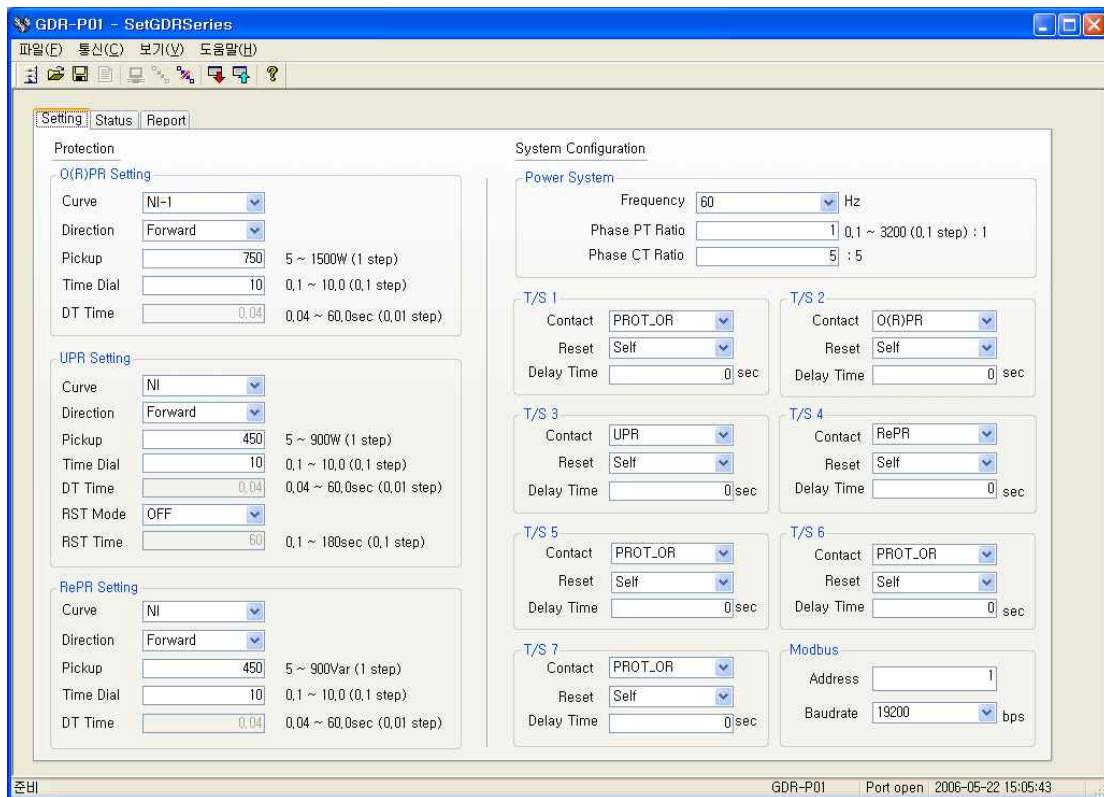 GDR-P01 - SetGDRSeries
파일(F) 통신(C) 보기(V) 도움말(H)
Setting Status Report
Protection
O(R)PR Setting
Curve NI-1
Direction Forward
Pickup 750 5 ~ 1500W (1 step)
Time Dial 10 0,1 ~ 10,0 (0,1 step)
DT Time 0,04 0,04 ~ 60,0sec (0,01 step)
UPR Setting
Curve NI
Direction Forward
Pickup 450 5 ~ 900W (1 step)
Time Dial 10 0,1 ~ 10,0 (0,1 step)
DT Time 0,04 0,04 ~ 60,0sec (0,01 step)
RST Mode OFF
RST Time 60 0,1 ~ 180sec (0,1 step)
RePR Setting
Curve NI
Direction Forward
Pickup 450 5 ~ 900Var (1 step)
Time Dial 10 0,1 ~ 10,0 (0,1 step)
DT Time 0,04 0,04 ~ 60,0sec (0,01 step)
System Configuration
Power System
Frequency 60 Hz
Phase PT Ratio 1 0,1 ~ 3200 (0,1 step) : 1
Phase CT Ratio 5 : 5
T/S 1
Contact PROT_OR
Reset Self
Delay Time 0 sec
T/S 2
Contact O(R)PR
Reset Self
Delay Time 0 sec
T/S 3
Contact UPR
Reset Self
Delay Time 0 sec
T/S 4
Contact RePR
Reset Self
Delay Time 0 sec
T/S 5
Contact PROT_OR
Reset Self
Delay Time 0 sec
T/S 6
Contact PROT_OR
Reset Self
Delay Time 0 sec
T/S 7
Contact PROT_OR
Reset Self
Delay Time 0 sec
Modbus
Address 1
Baudrate 19200 bps
준비 GDR-P01 Port open 2006-05-22 15:05:43